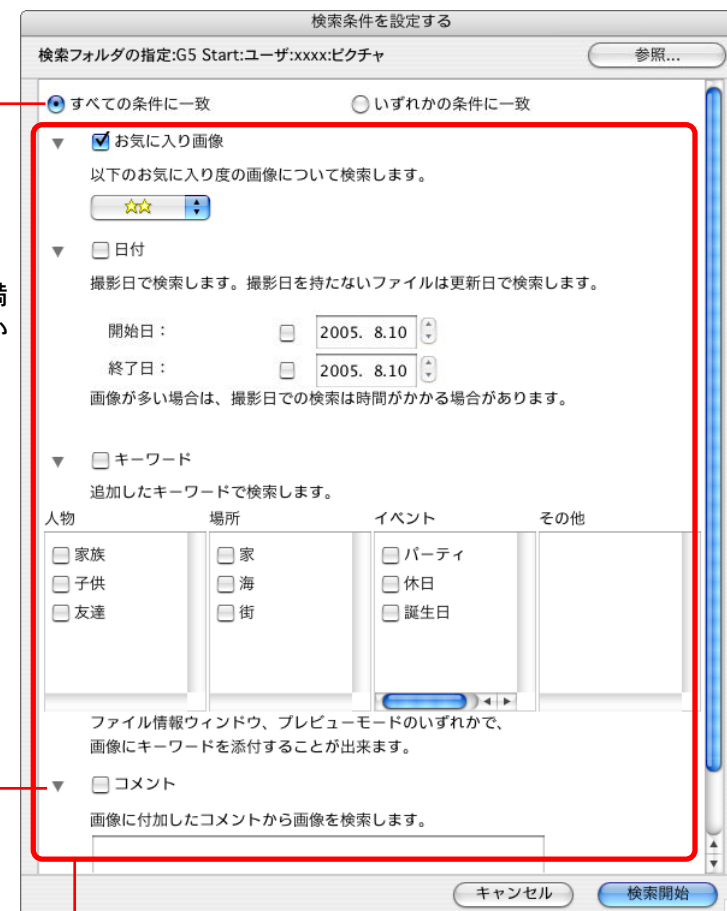 検索条件を設定する
検索フォルダの指定:G5 Start:ユーザ:xxxx:ピクチャ
参照...
すべての条件に一致
いずれかの条件に一致
お気に入り画像
以下のお気に入り度の画像について検索します。
日付
撮影日で検索します。撮影日を持たないファイルは更新日で検索します。
開始日：
2005. 8.10
終了日：
2005. 8.10
画像が多い場合は、撮影日での検索は時間がかかる場合があります。
キーワード
追加したキーワードで検索します。
人物 場所 イベント その他
家族 家 パーティ
子供 海 休日
友達 街 誕生日
ファイル情報ウィンドウ、プレビューモードのいずれかで、
画像にキーワードを添付することが出来ます。
コメント
画像に付加したコメントから画像を検索します。
キャンセル
検索開始